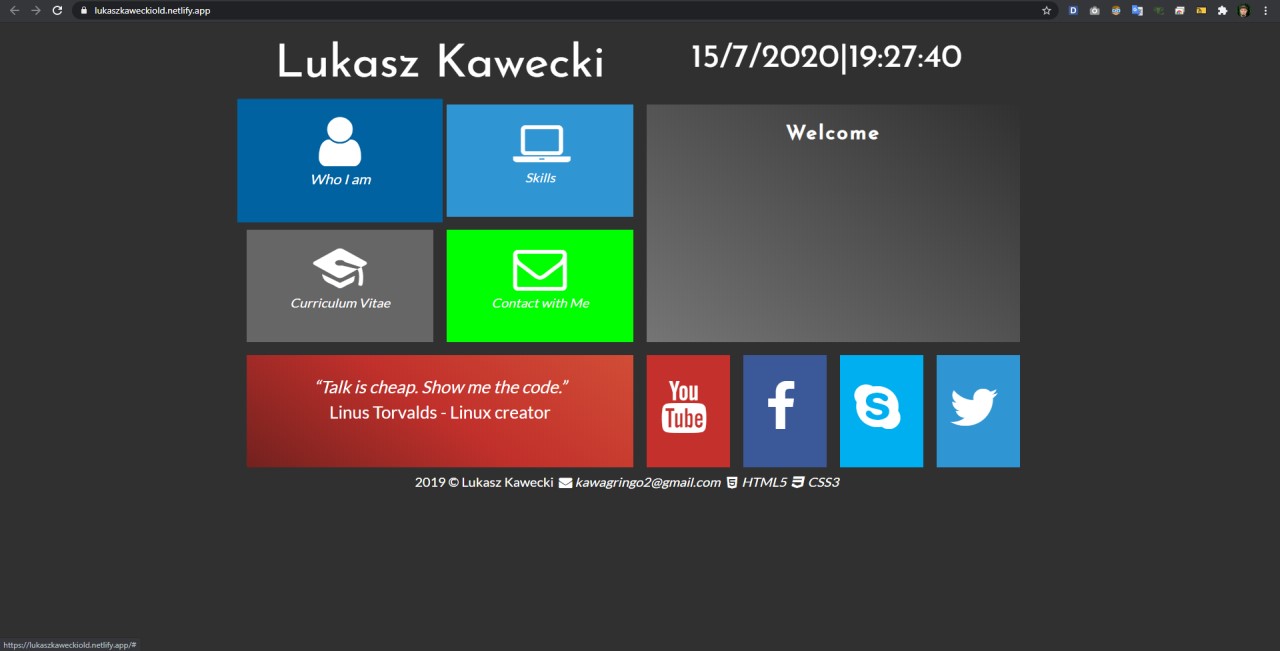 lukaszkaweckiold.netlify.app
Lukasz Kawecki
15/7/2020|19:27:40
Who I am
Skills
Welcome
Curriculum Vitae
Contact with Me
“Talk is cheap. Show me the code.”
Linus Torvalds - Linux creator
You
Tube
2019 © Lukasz Kawecki kawagringo2@gmail.com HTML5 CSS3
https://lukaszkaweckiold.netlify.app/#